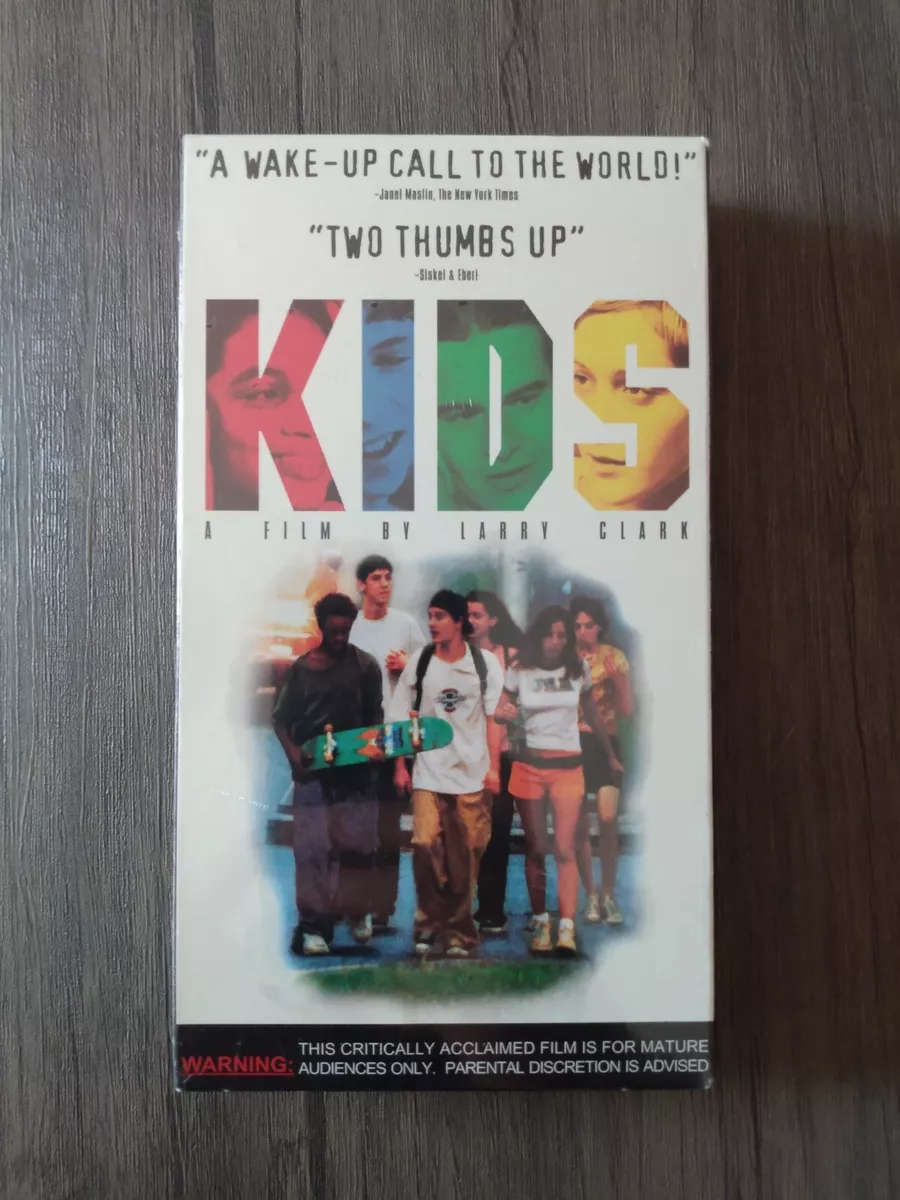 “A WAKE-UP CALL TO THE WORLD!”
-Janet Maslin, The New York Times
“TWO THUMBS UP”
-Siskel & Ebert
KIDS
A FILM BY LARRY CLARK
WARNING: THIS CRITICALLY ACCLAIMED FILM IS FOR MATURE
AUDIENCES ONLY. PARENTAL DISCRETION IS ADVISED